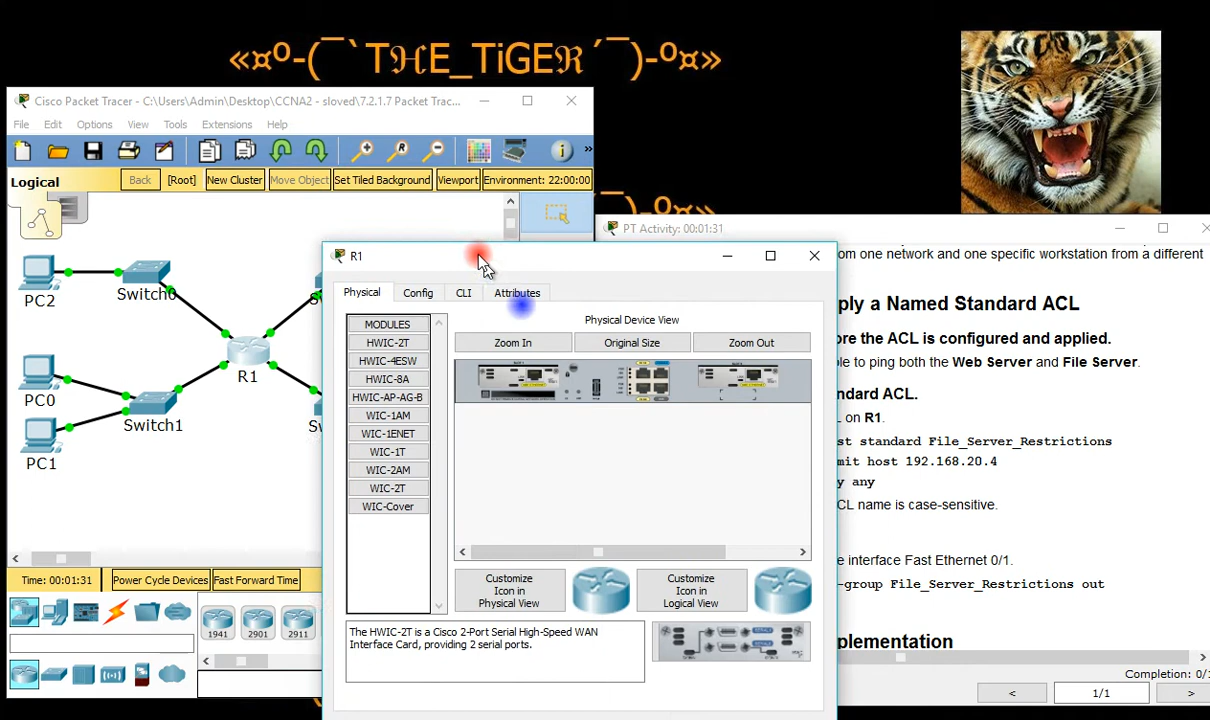 «¤º-(¯`TℋE_TiGEℜ´¯)-º¤»
Cisco Packet Tracer - C:\Users\Admin\Desktop\CCNA2 - sloved\7.2.1.7 Packet Trac...
File Edit Options View Tools Extensions Help
Logical Back [Root] New Cluster Move Object Set Tiled Background Viewport Environment: 22:00:00
PC2
Switch0
R1
PC0
PC1
Switch1
Time: 00:01:31 Power Cycle Devices Fast Forward Time
1941 2901 2911
R1
Physical Config CLI Attributes
MODULES
HWIC-2T
HWIC-4ESW
HWIC-8A
HWIC-AP-AG-B
WIC-1AM
WIC-1ENET
WIC-1T
WIC-2AM
WIC-2T
WIC-Cover
Physical Device View
Zoom In Original Size Zoom Out
Customize
Icon in
Physical View
Customize
Icon in
Logical View
The HWIC-2T is a Cisco 2-Port Serial High-Speed WAN
Interface Card, providing 2 serial ports.
PT Activity: 00:01:31
om one network and one specific workstation from a different
ply a Named Standard ACL
ore the ACL is configured and applied.
ble to ping both the Web Server and File Server.
ndard ACL.
L on R1.
st standard File_Server_Restrictions
mit host 192.168.20.4
y any
CL name is case-sensitive.
e interface Fast Ethernet 0/1.
-group File_Server_Restrictions out
plementation
Completion: 0/
< 1/1 >